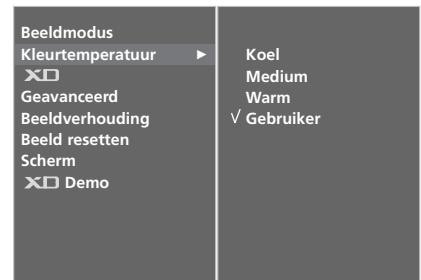 Beeldmodus
Kleurtemperatuur ►
XD
Geavanceerd
Beeldverhouding
Beeld resetten
Scherm
XD Demo
Koel
Medium
Warm
√ Gebruiker